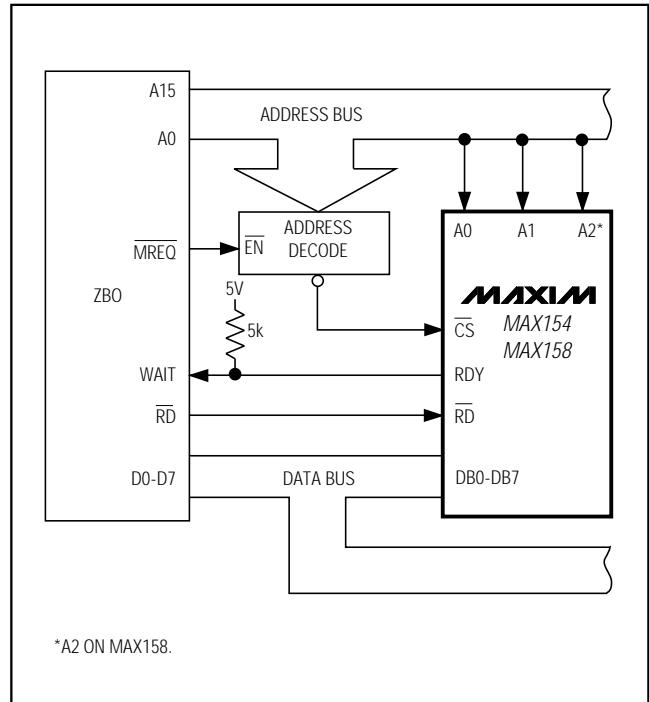 A15
ADDRESS BUS
A0
A0 A1 A2*
ADDRESS
DECODE
MREQ
EN
ZBO
5V
MAXIM
5k
CS
MAX154
MAX158
WAIT
RDY
RD
RD
D0-D7
DATA BUS
DB0-DB7
*A2 ON MAX158.